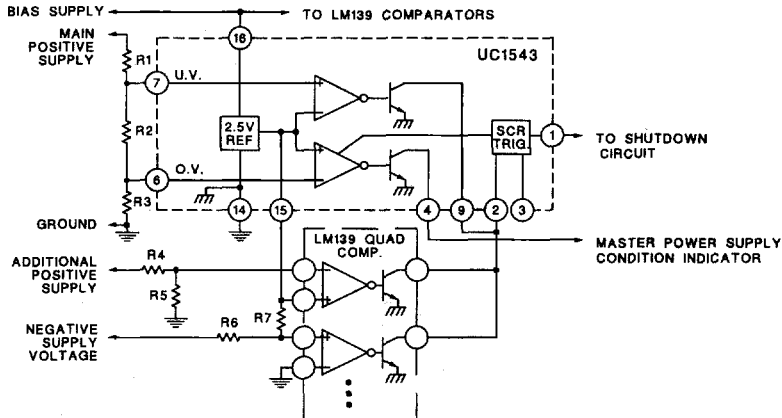 BIAS SUPPLY
TO LM139 COMPARATORS
MAIN
POSITIVE
SUPPLY
16
UC1543
R1
7
U.V.
+
-
2.5V
REF
SCR
TRIG.
1
TO SHUTDOWN
CIRCUIT
R2
+
-
6
O.V.
R3
GROUND
14
15
4
9
2
3
LM139 QUAD
COMP.
MASTER POWER SUPPLY
CONDITION INDICATOR
ADDITIONAL
POSITIVE
SUPPLY
R4
R5
-
+
R7
NEGATIVE
SUPPLY
VOLTAGE
R6
+
-